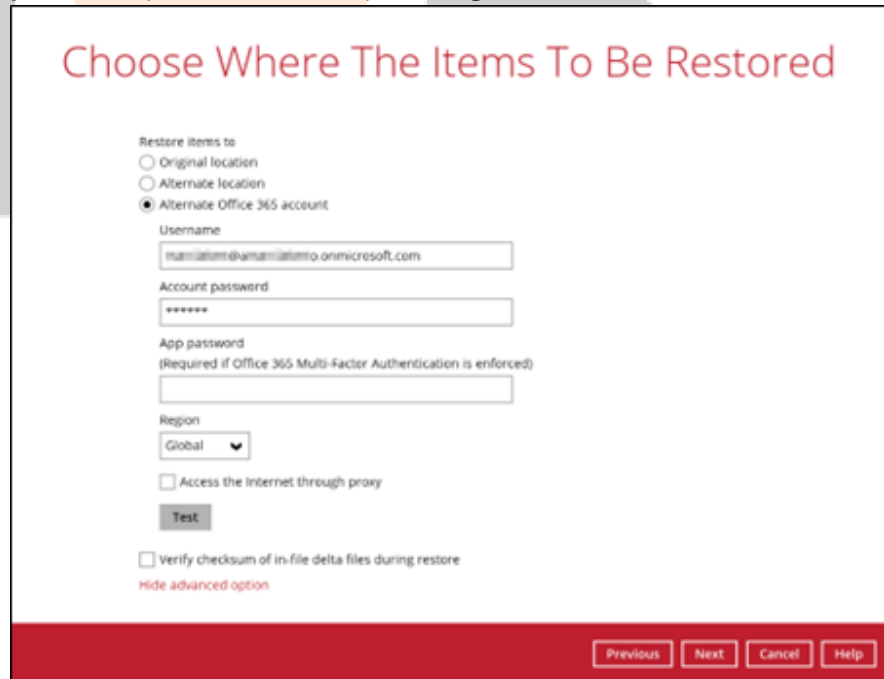 Choose Where The Items To Be Restored
Restore items to
Original location
Alternate location
Alternate Office 365 account
Username
o.onmicrosoft.com
Account password
******
App password
(Required if Office 365 Multi-Factor Authentication is enforced)
Region
Global
Access the Internet through proxy
Test
Verify checksum of in-file delta files during restore
Hide advanced option
Previous Next Cancel Help